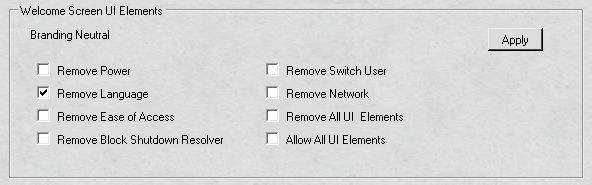 Welcome Screen UI Elements
Branding Neutral
Apply
Remove Power
Remove Switch User
Remove Language
Remove Network
Remove Ease of Access
Remove All UI Elements
Remove Block Shutdown Resolver
Allow All UI Elements